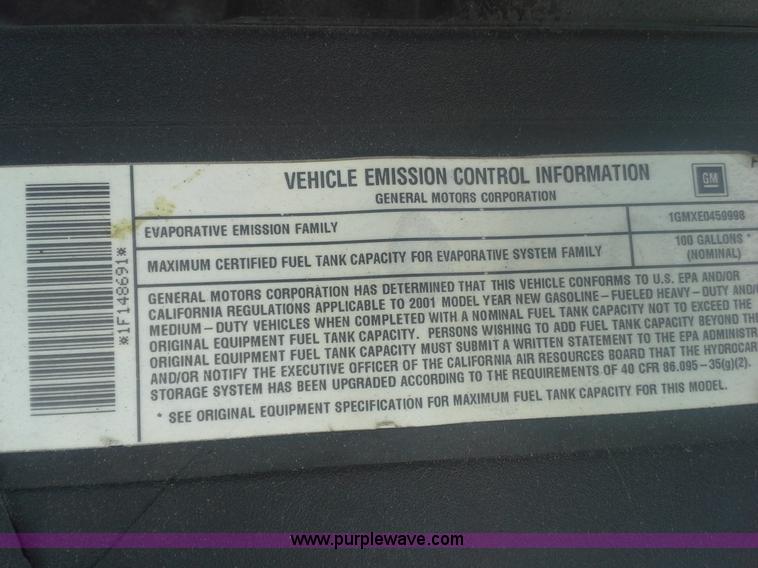 VEHICLE EMISSION CONTROL INFORMATION
GENERAL MOTORS CORPORATION
GM
EVAPORATIVE EMISSION FAMILY
1GMXE0459998
MAXIMUM CERTIFIED FUEL TANK CAPACITY FOR EVAPORATIVE SYSTEM FAMILY
100 GALLONS *
(NOMINAL)
GENERAL MOTORS CORPORATION HAS DETERMINED THAT THIS VEHICLE CONFORMS TO U.S. EPA AND/OR
CALIFORNIA REGULATIONS APPLICABLE TO 2001 MODEL YEAR NEW GASOLINE-FUELED HEAVY-DUTY AND/
MEDIUM-DUTY VEHICLES WHEN COMPLETED WITH A NOMINAL FUEL TANK CAPACITY NOT TO EXCEED THE
ORIGINAL EQUIPMENT FUEL TANK CAPACITY. PERSONS WISHING TO ADD FUEL TANK CAPACITY BEYOND THE
ORIGINAL EQUIPMENT FUEL TANK CAPACITY MUST SUBMIT A WRITTEN STATEMENT TO THE EPA ADMINISTR
AND/OR NOTIFY THE EXECUTIVE OFFICER OF THE CALIFORNIA AIR RESOURCES BOARD THAT THE HYDROCAR
STORAGE SYSTEM HAS BEEN UPGRADED ACCORDING TO THE REQUIREMENTS OF 40 CFR 86.095-35(g)(2).
* SEE ORIGINAL EQUIPMENT SPECIFICATION FOR MAXIMUM FUEL TANK CAPACITY FOR THIS MODEL.
*1F148691*
www.purplewave.com